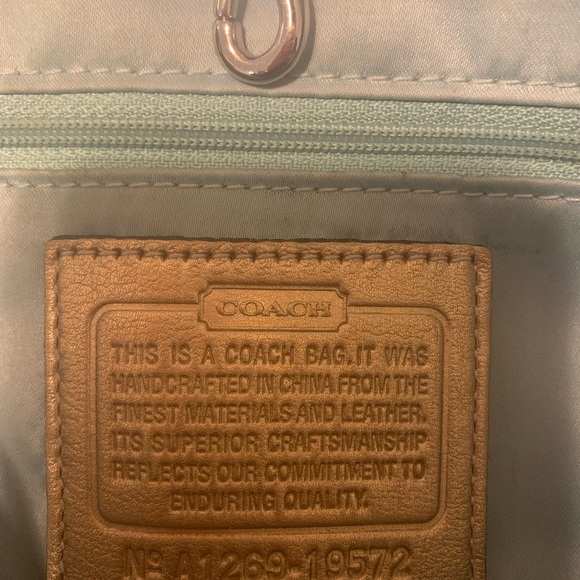 COACH
THIS IS A COACH BAG. IT WAS
HANDCRAFTED IN CHINA FROM THE
FINEST MATERIALS AND LEATHER.
ITS SUPERIOR CRAFTSMANSHIP
REFLECTS OUR COMMITMENT TO
ENDURING QUALITY.
Nº A1269-19572